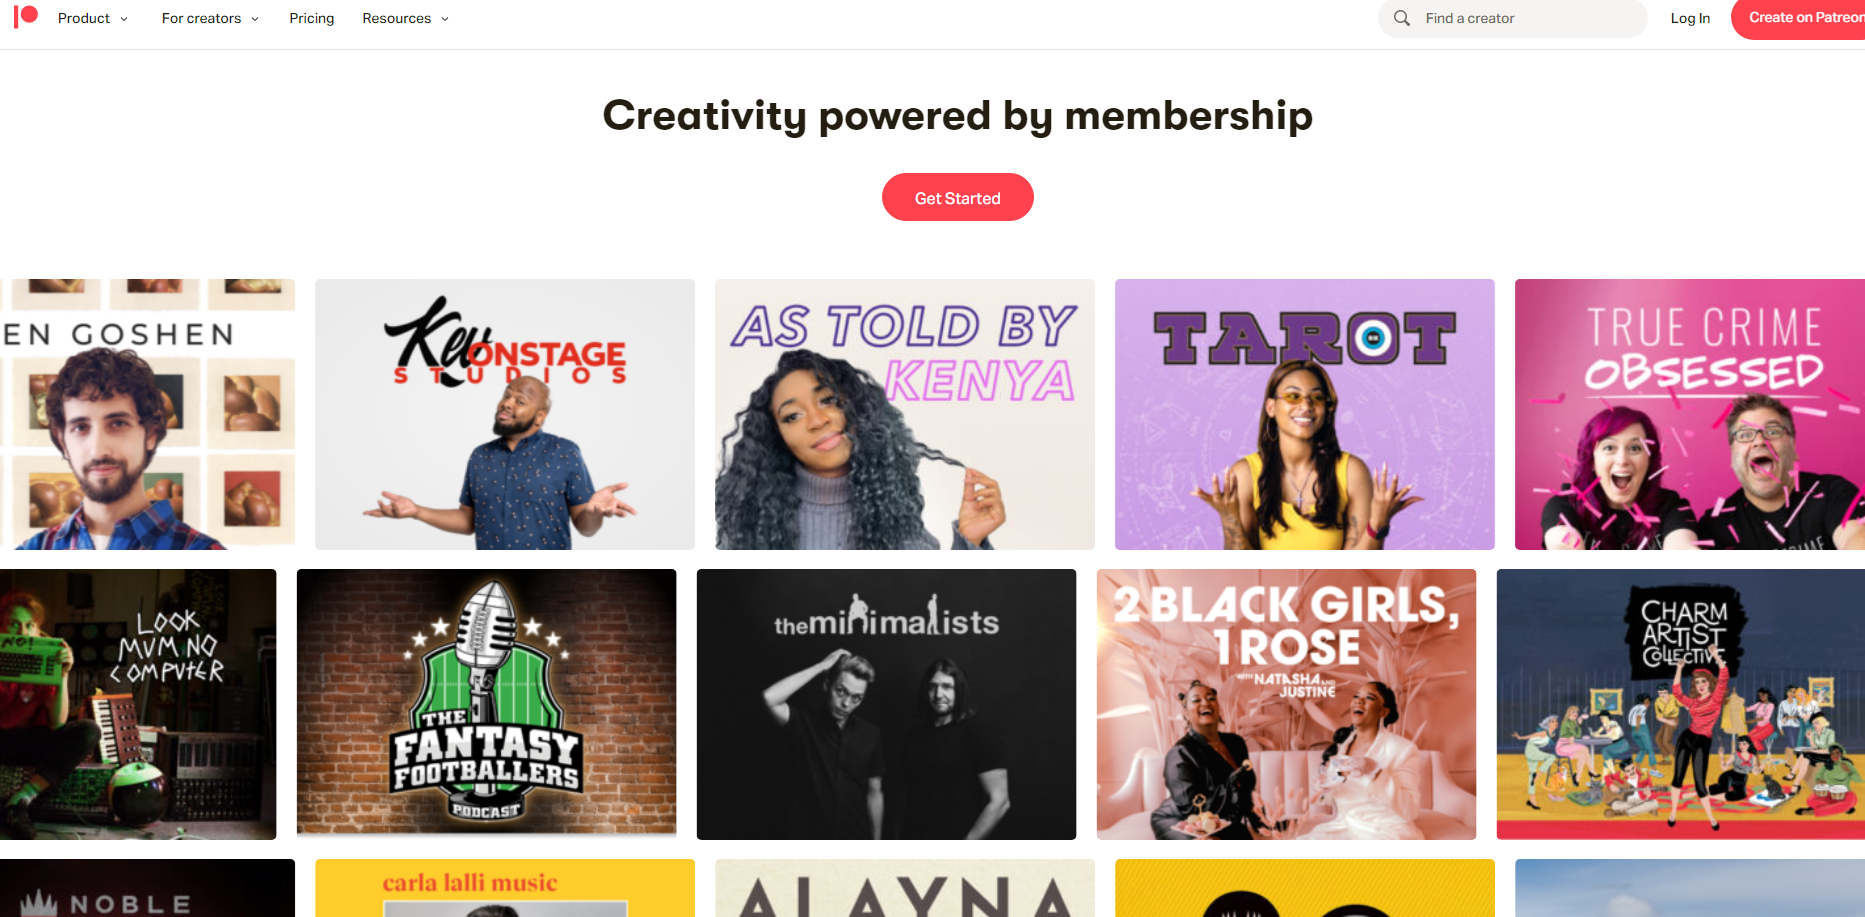 Product
For creators
Pricing
Resources
Find a creator
Log In
Create on Patreon
Creativity powered by membership
Get Started
EN GOSHEN
KevONSTAGE
STUDIOS
AS TOLD BY
KENYA
TAROT
TRUE CRIME
OBSESSED
NO!
LOOK
MUM NO
COMPUTER
THE
FANTASY
FOOTBALLERS
PODCAST
theminimalists
2 BLACK GIRLS,
1 ROSE
WITH NATASHA AND
JUSTINE
CHARM
ARTIST
COLLECTIVE
NOBLE
carla lalli music
ALAYNA